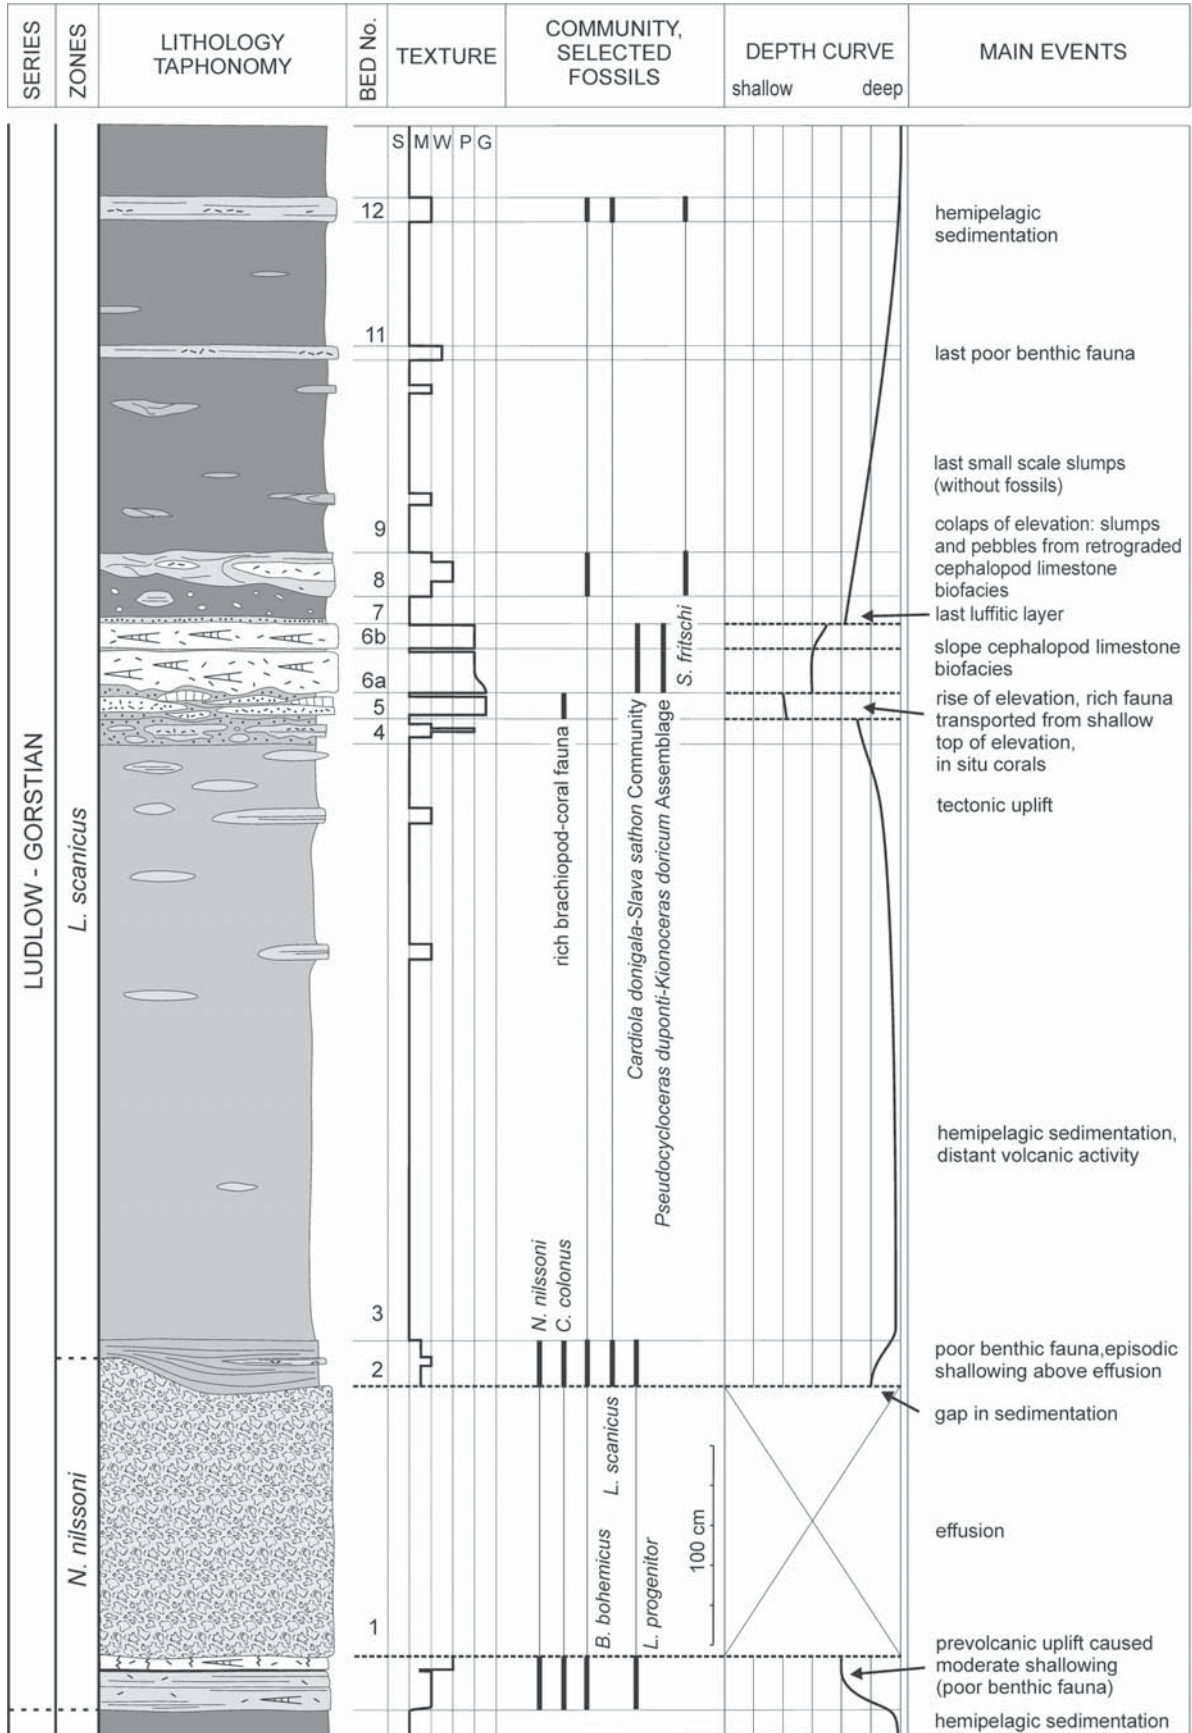 SERIES
ZONES
LITHOLOGY
TAPHONOMY
BED No.
TEXTURE
COMMUNITY,
SELECTED
FOSSILS
DEPTH CURVE
shallow deep
MAIN EVENTS
LUDLOW - GORSTIAN
L. scanicus
N. nilssoni
S M W P G
12
11
9
8
7
6b
6a
5
4
3
2
1
S. fritschi
rich brachiopod-coral fauna
Cardiola donigala-Slava sathon Community
Pseudocycloceras duponti-Kionoceras doricum Assemblage
N. nilssoni
C. colonus
L. scanicus
B. bohemicus
L. progenitor
100 cm
hemipelagic
sedimentation
last poor benthic fauna
last small scale slumps
(without fossils)
colaps of elevation: slumps
and pebbles from retrograded
cephalopod limestone
biofacies
last luffitic layer
slope cephalopod limestone
biofacies
rise of elevation, rich fauna
transported from shallow
top of elevation,
in situ corals
tectonic uplift
hemipelagic sedimentation,
distant volcanic activity
poor benthic fauna,episodic
shallowing above effusion
gap in sedimentation
effusion
prevolcanic uplift caused
moderate shallowing
(poor benthic fauna)
hemipelagic sedimentation